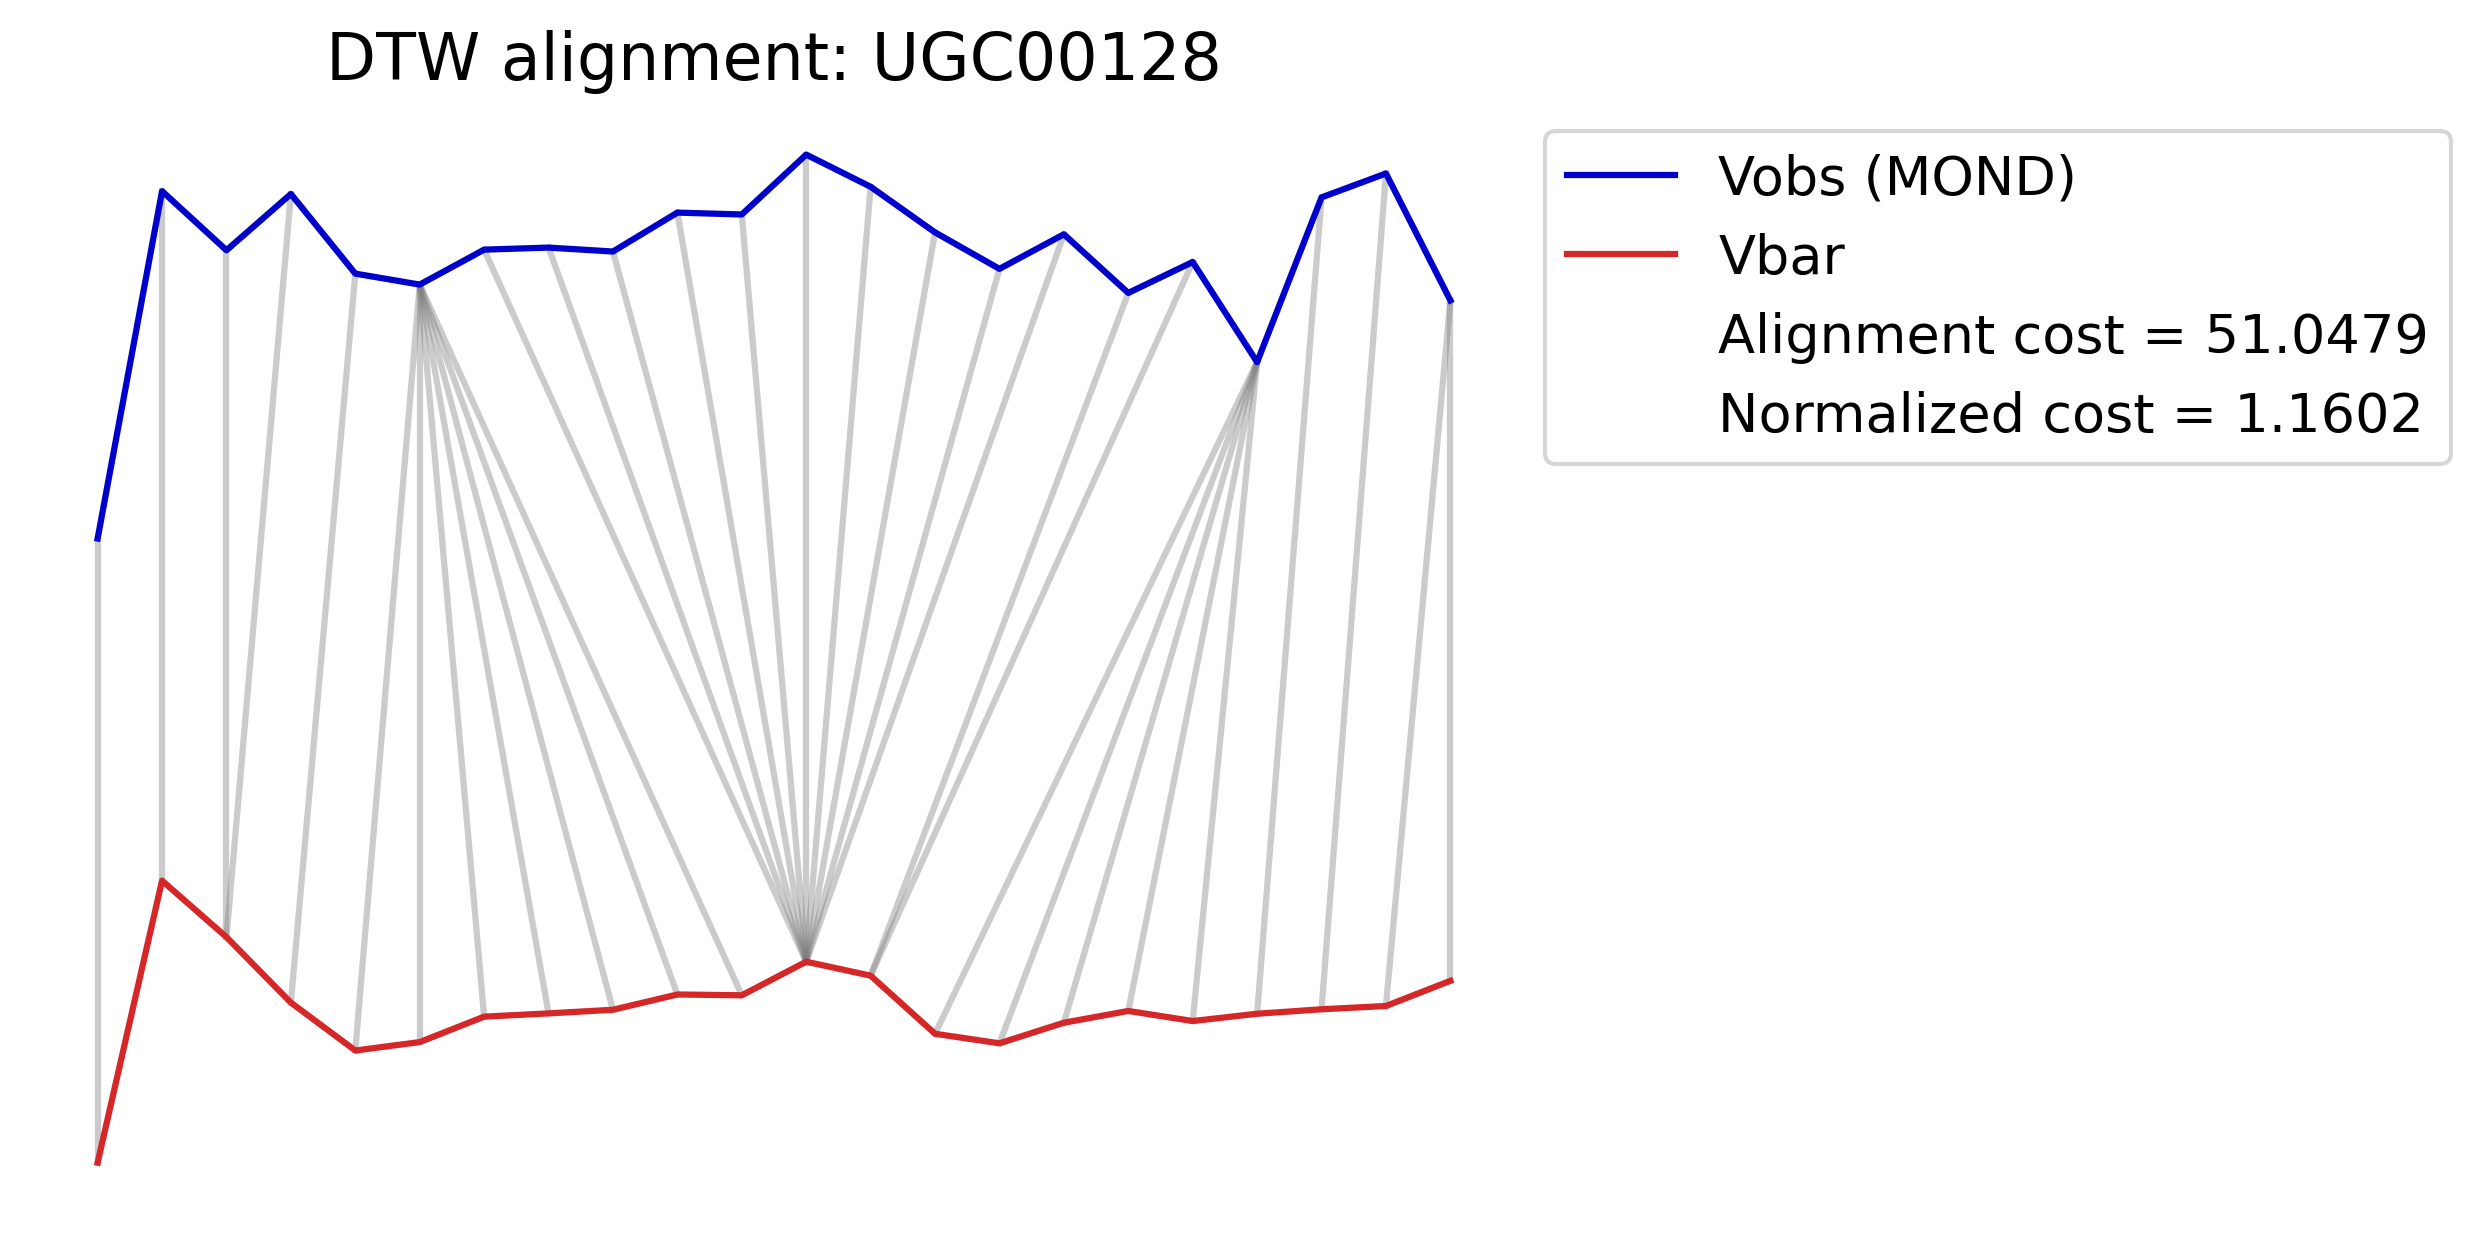 DTW alignment: UGC00128
Vobs (MOND)
Vbar
Alignment cost = 51.0479
Normalized cost = 1.1602